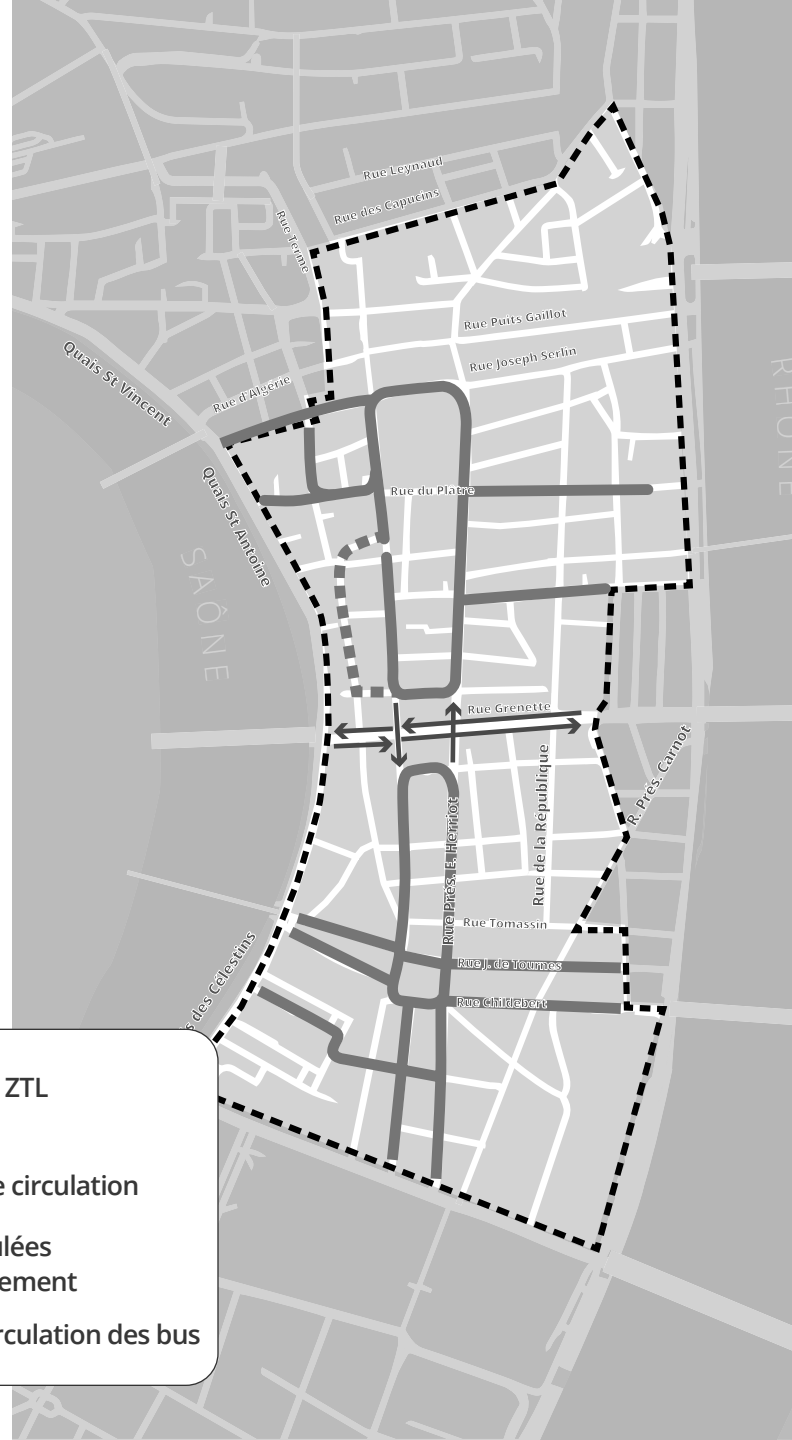 Rue Leynaud
Rue des Capucins
Rue Terme
Rue Puits Gaillot
Quais St Vincent
Rue Joseph Serlin
RHÔNE
Rue d'Algérie
Quais St Antoine
Rue du Platre
SAÔNE
Rue Grenette
R. Prés. Carnot
Rue de la République
Rue Prés. E. Herriot
Rue Tomassin
s des Célestins
Rue J. de Tournes
Rue Childebert
ZTL
e circulation
ulées
ement
rculation des bus